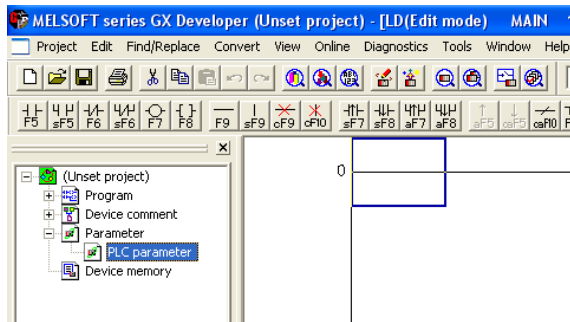 MELSOFT series GX Developer (Unset project) - [LD(Edit mode) MAIN
Project Edit Find/Replace Convert View Online Diagnostics Tools Window Help
F5 sF5 F6 sF6 F7 F8 F9 sF9 cF9 cF10 sF7 sF8 aF7 aF8 aF5 caF5 caF10
0
(Unset project)
Program
Device comment
Parameter
PLC parameter
Device memory